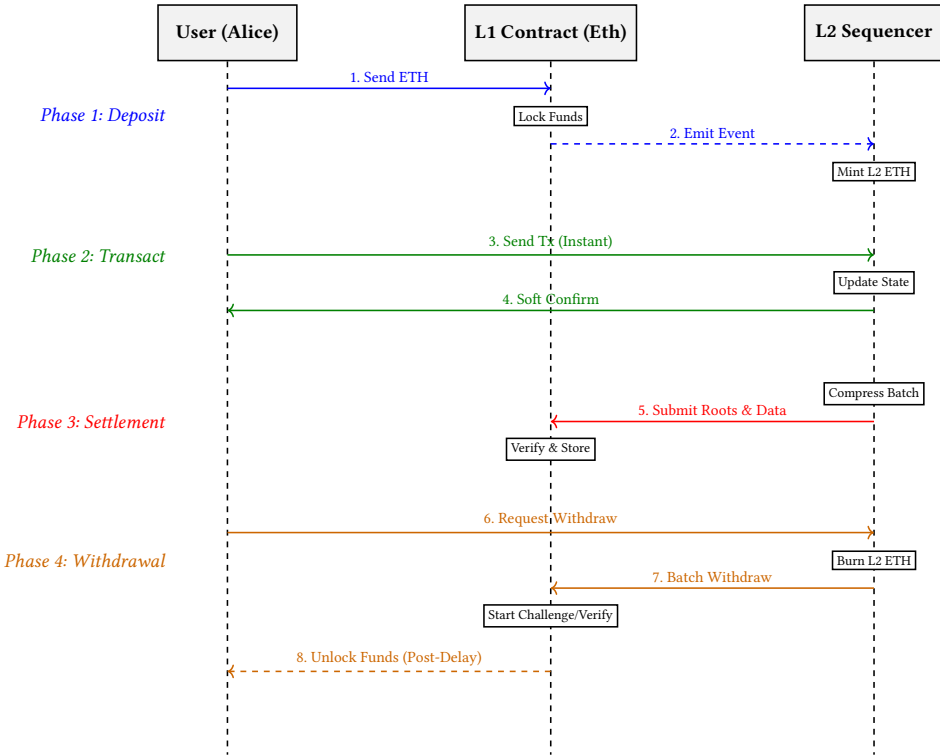 User (Alice)
L1 Contract (Eth)
L2 Sequencer
1. Send ETH
Phase 1: Deposit
Lock Funds
2. Emit Event
Mint L2 ETH
3. Send Tx (Instant)
Phase 2: Transact
Update State
4. Soft Confirm
Compress Batch
5. Submit Roots & Data
Phase 3: Settlement
Verify & Store
6. Request Withdraw
Phase 4: Withdrawal
Burn L2 ETH
7. Batch Withdraw
Start Challenge/Verify
8. Unlock Funds (Post-Delay)